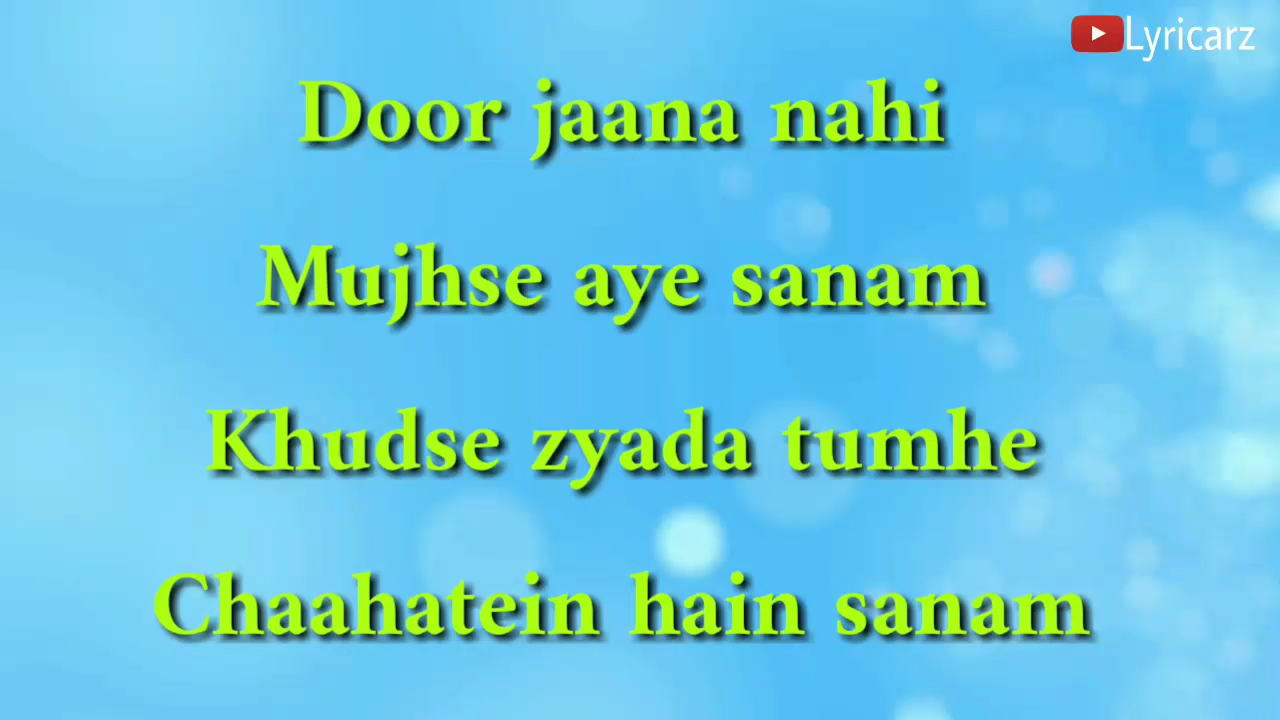 Lyricarz
Door jaana nahi
Mujhse aye sanam
Khudse zyada tumhe
Chaahatein hain sanam